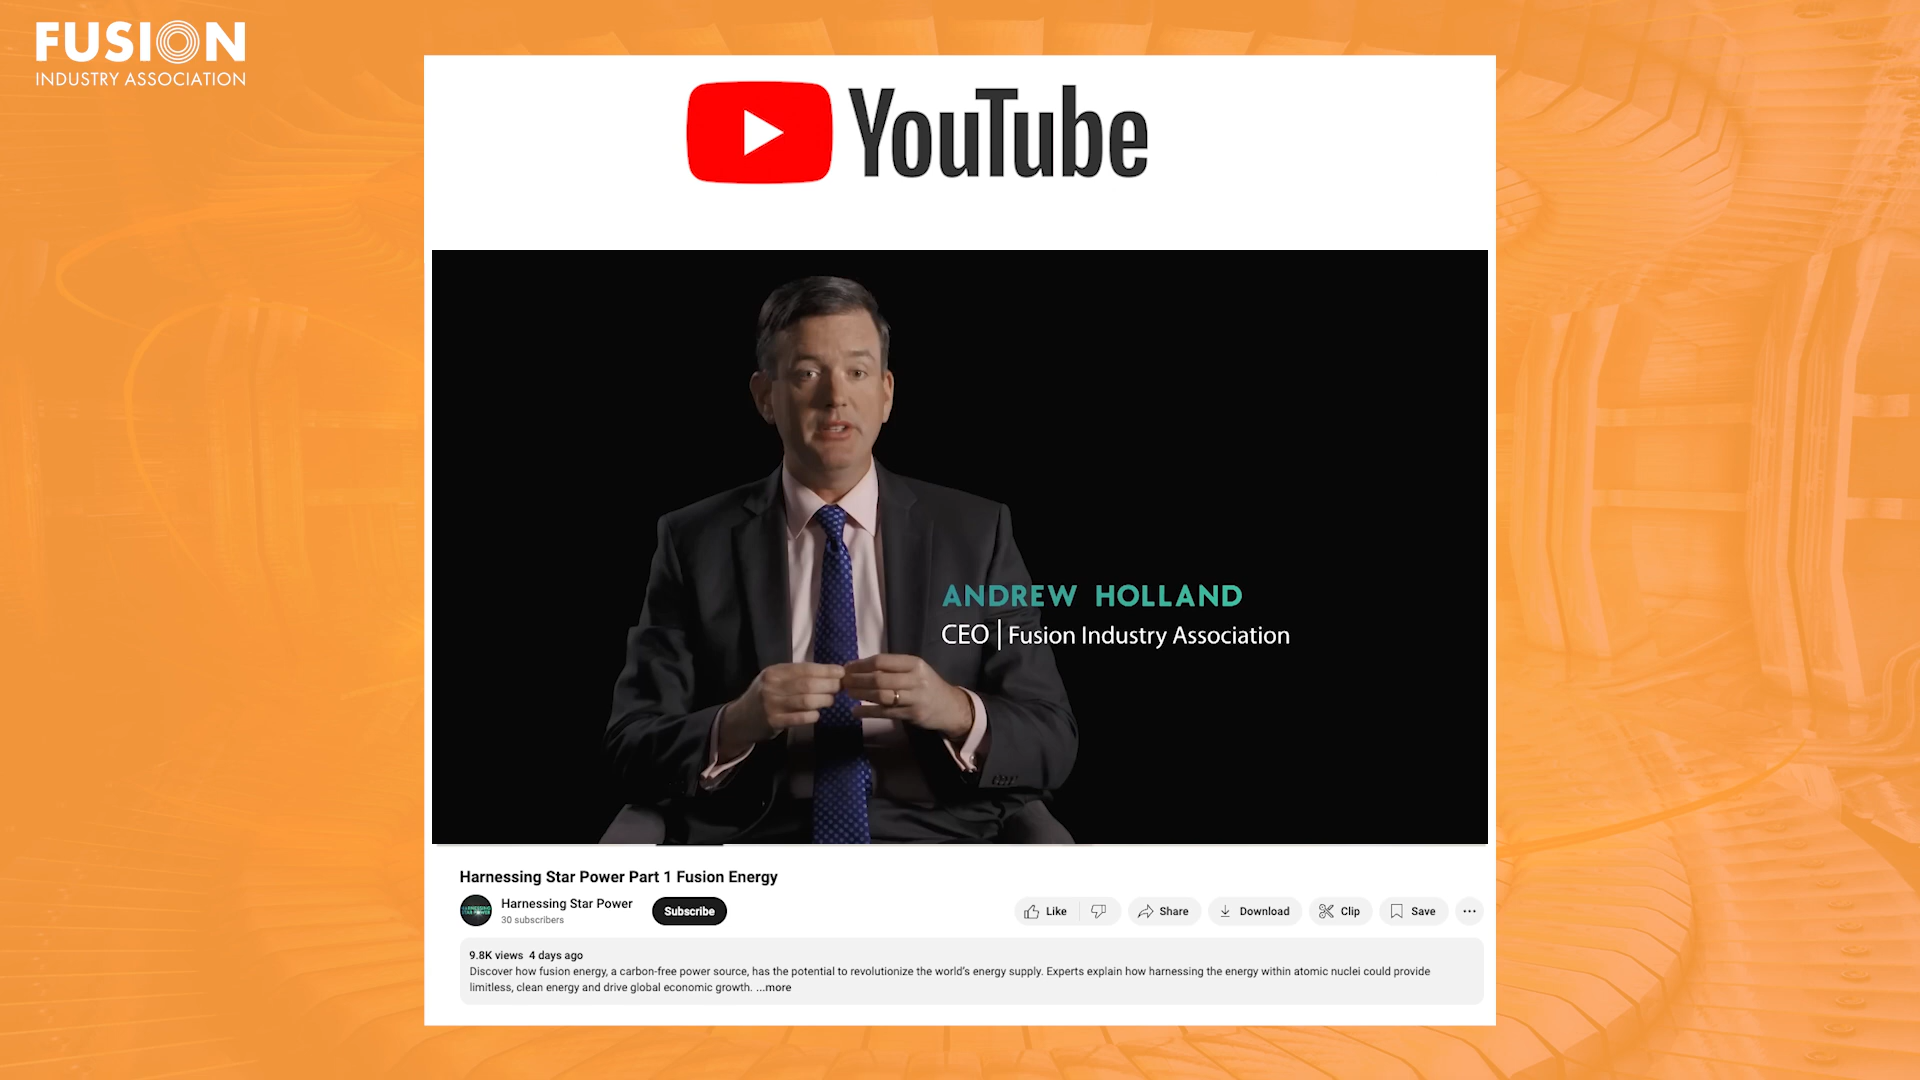 FUSION
INDUSTRY ASSOCIATION
YouTube
ANDREW HOLLAND
CEO | Fusion Industry Association
Harnessing Star Power Part 1 Fusion Energy
Harnessing Star Power
30 subscribers
Subscribe
Like
Share
Download
Clip
Save
9.8K views 4 days ago
Discover how fusion energy, a carbon-free power source, has the potential to revolutionize the world's energy supply. Experts explain how harnessing the energy within atomic nuclei could provide
limitless, clean energy and drive global economic growth. ...more